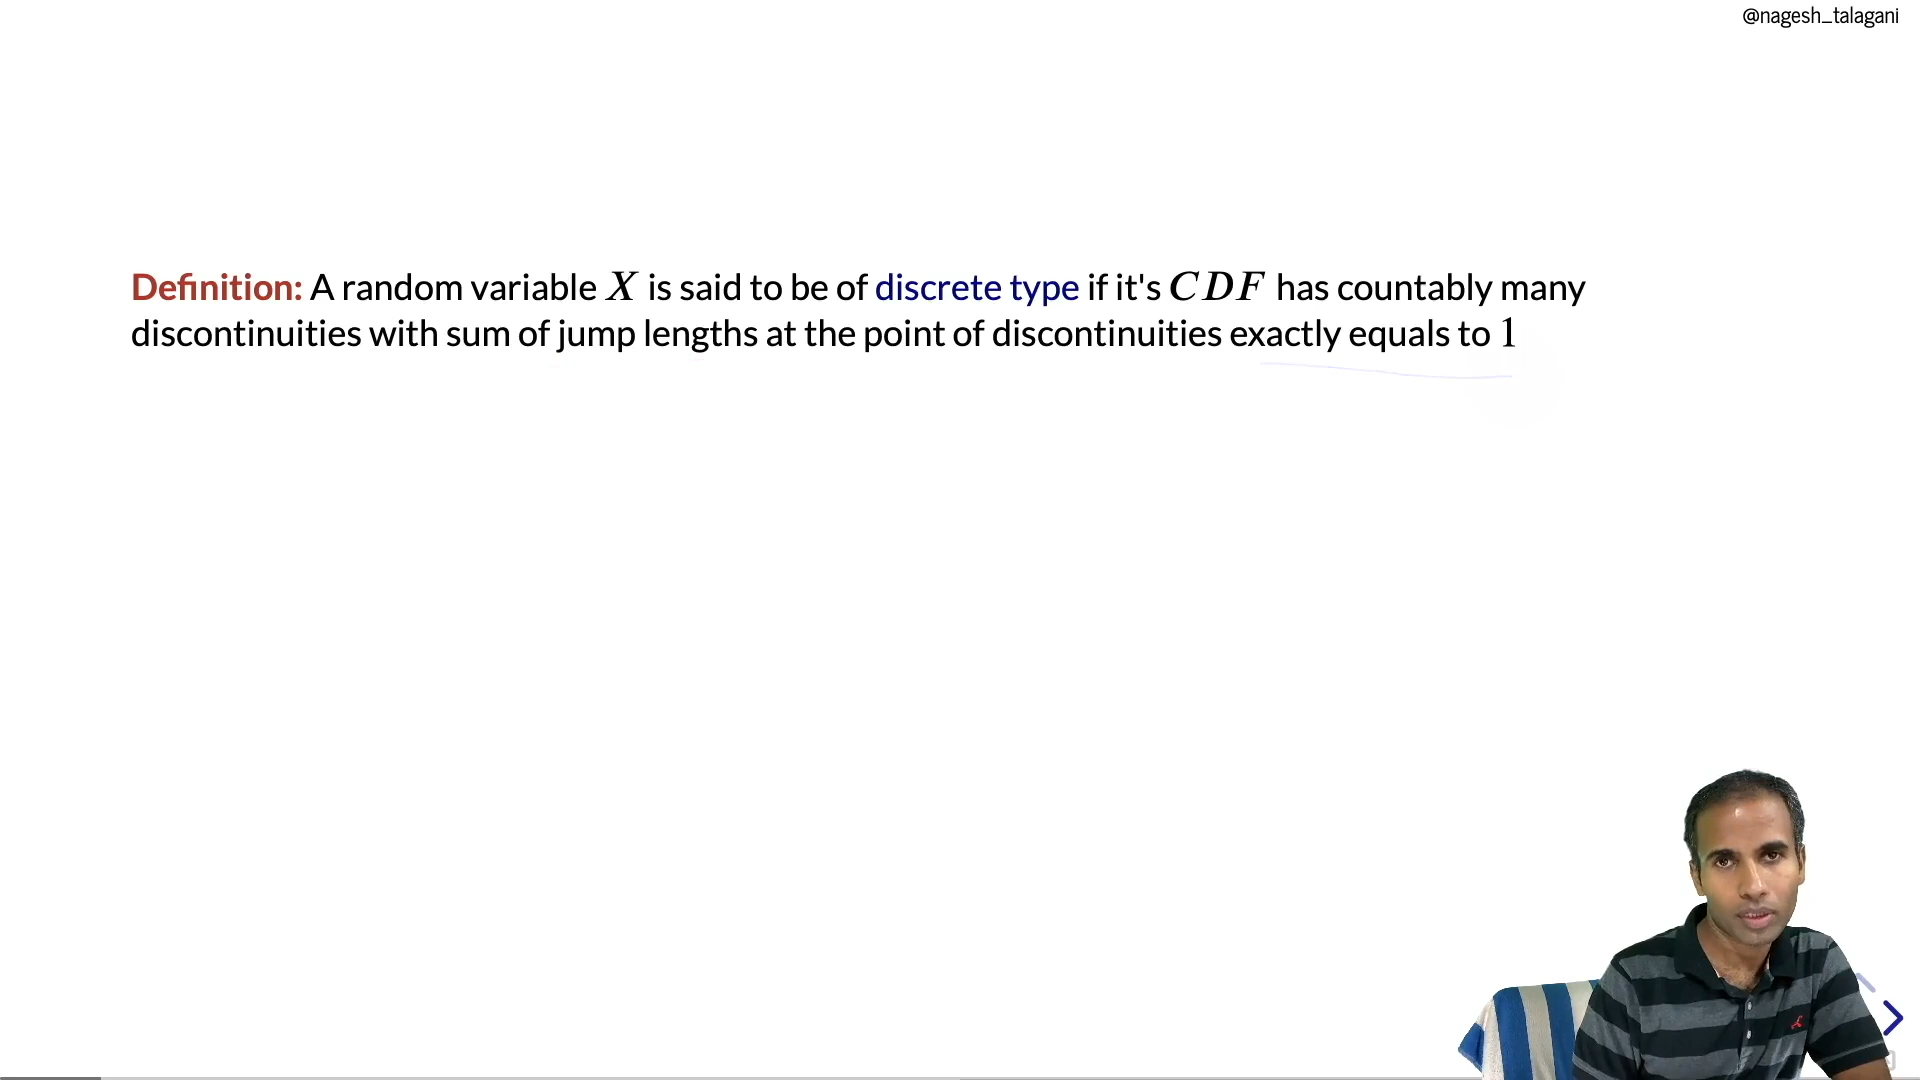 @nagesh_talagani
Definition: A random variable X is said to be of discrete type if it's CDF has countably many
discontinuities with sum of jump lengths at the point of discontinuities exactly equals to 1